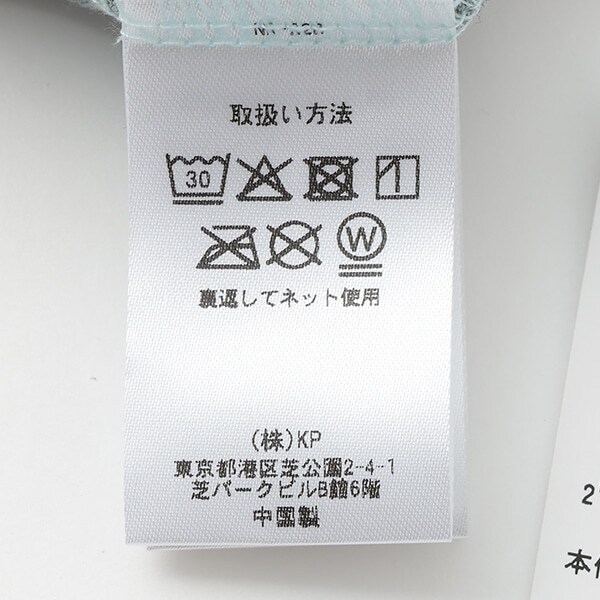 取扱い方法
30
W
裏返してネット使用
(株)KP
東京都港区芝公園2-4-1
芝パークビルB館6階
中国製
2
本